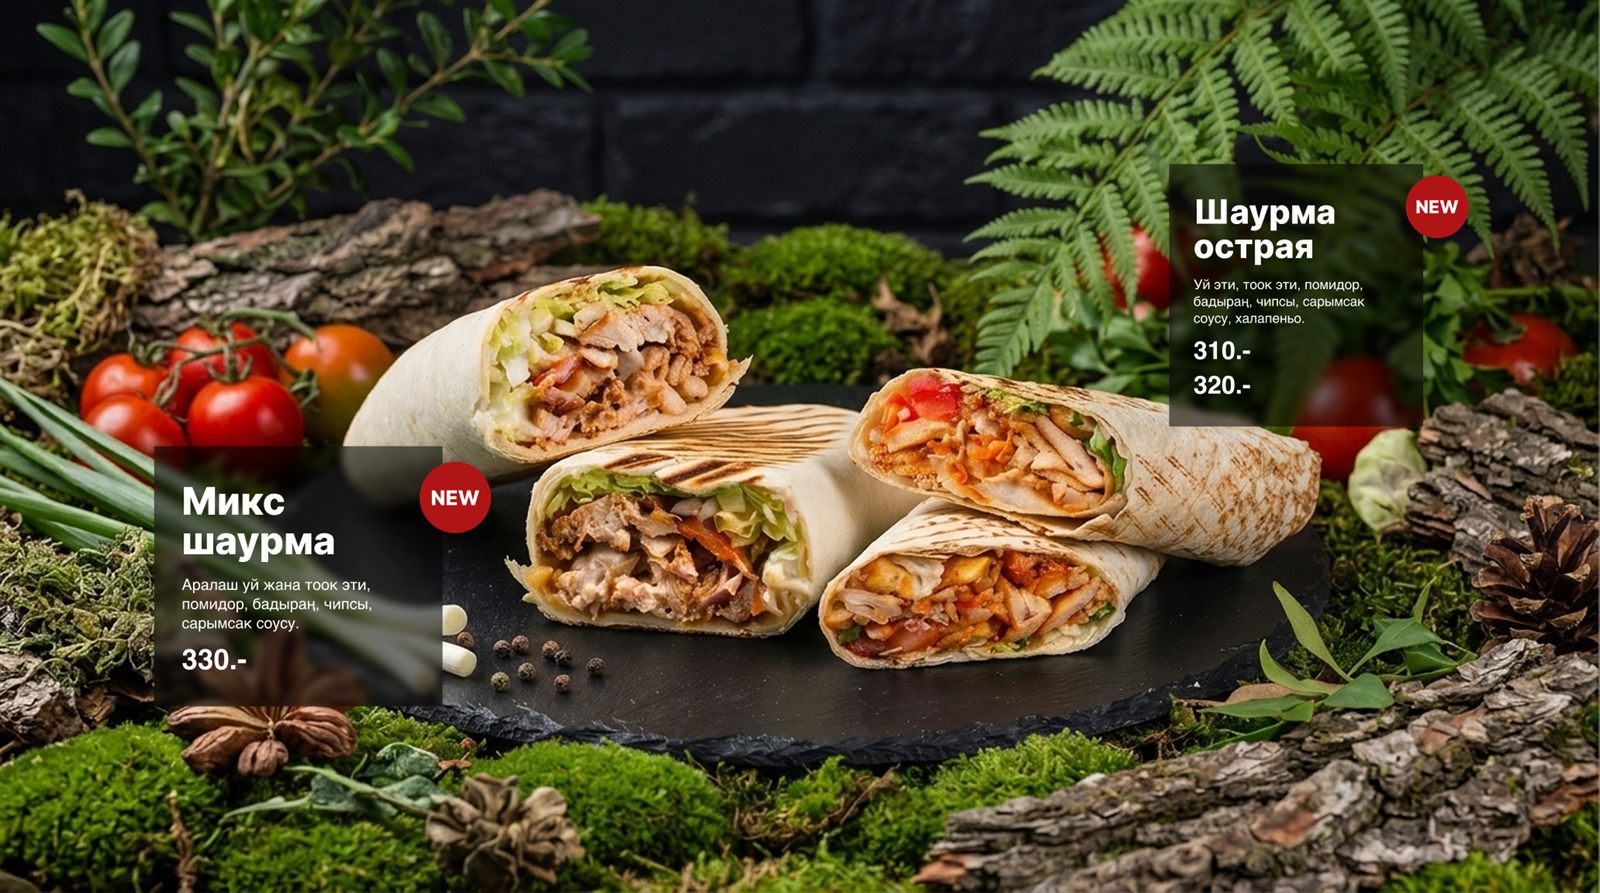 Микс
шаурма
Аралаш уй жана тоок эти,
помидор, бадыраң, чипсы,
сарымсак соусу.
330.-
NEW
Шаурма
острая
Уй эти, тоок эти, помидор,
бадыраң, чипсы, сарымсак
соусу, халапеньо.
310.-
320.-
NEW